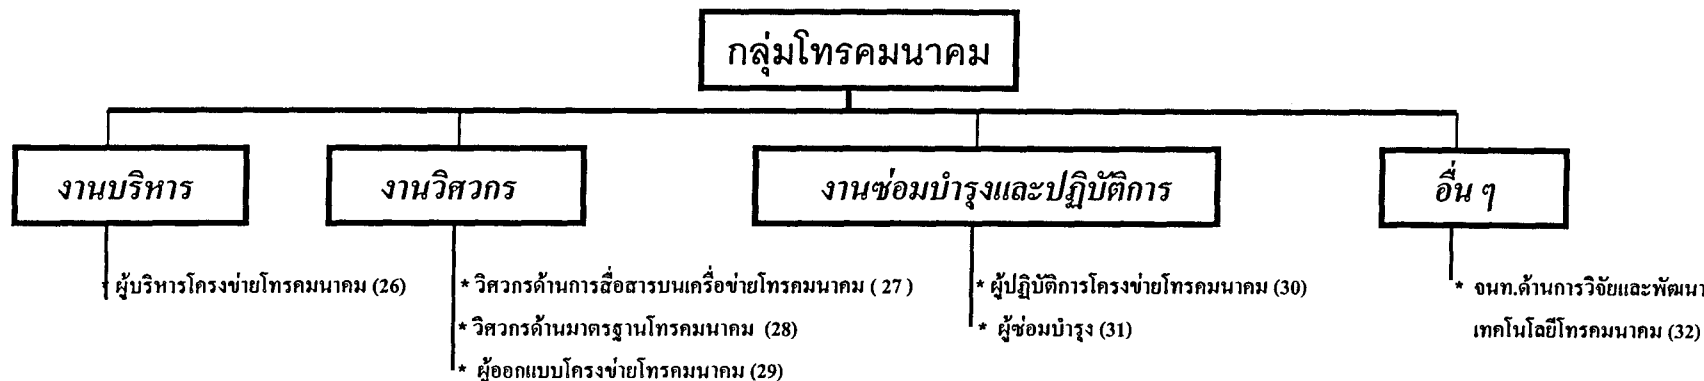 กลุ่มโทรคมนาคม
งานบริหาร
งานวิศวกร
งานซ่อมบำรุงและปฏิบัติการ
อื่น ๆ
* ผู้บริหารโครงข่ายโทรคมนาคม (26)
* วิศวกรด้านการสื่อสารบนเครื่อข่ายโทรคมนาคม ( 27 )
* วิศวกรด้านมาตรฐานโทรคมนาคม (28)
* ผู้ออกแบบโครงข่ายโทรคมนาคม (29)
* ผู้ปฏิบัติการโครงข่ายโทรคมนาคม (30)
* ผู้ซ่อมบำรุง (31)
* จนท.ด้านการวิจัยและพัฒนา
เทคโนโลยีโทรคมนาคม (32)